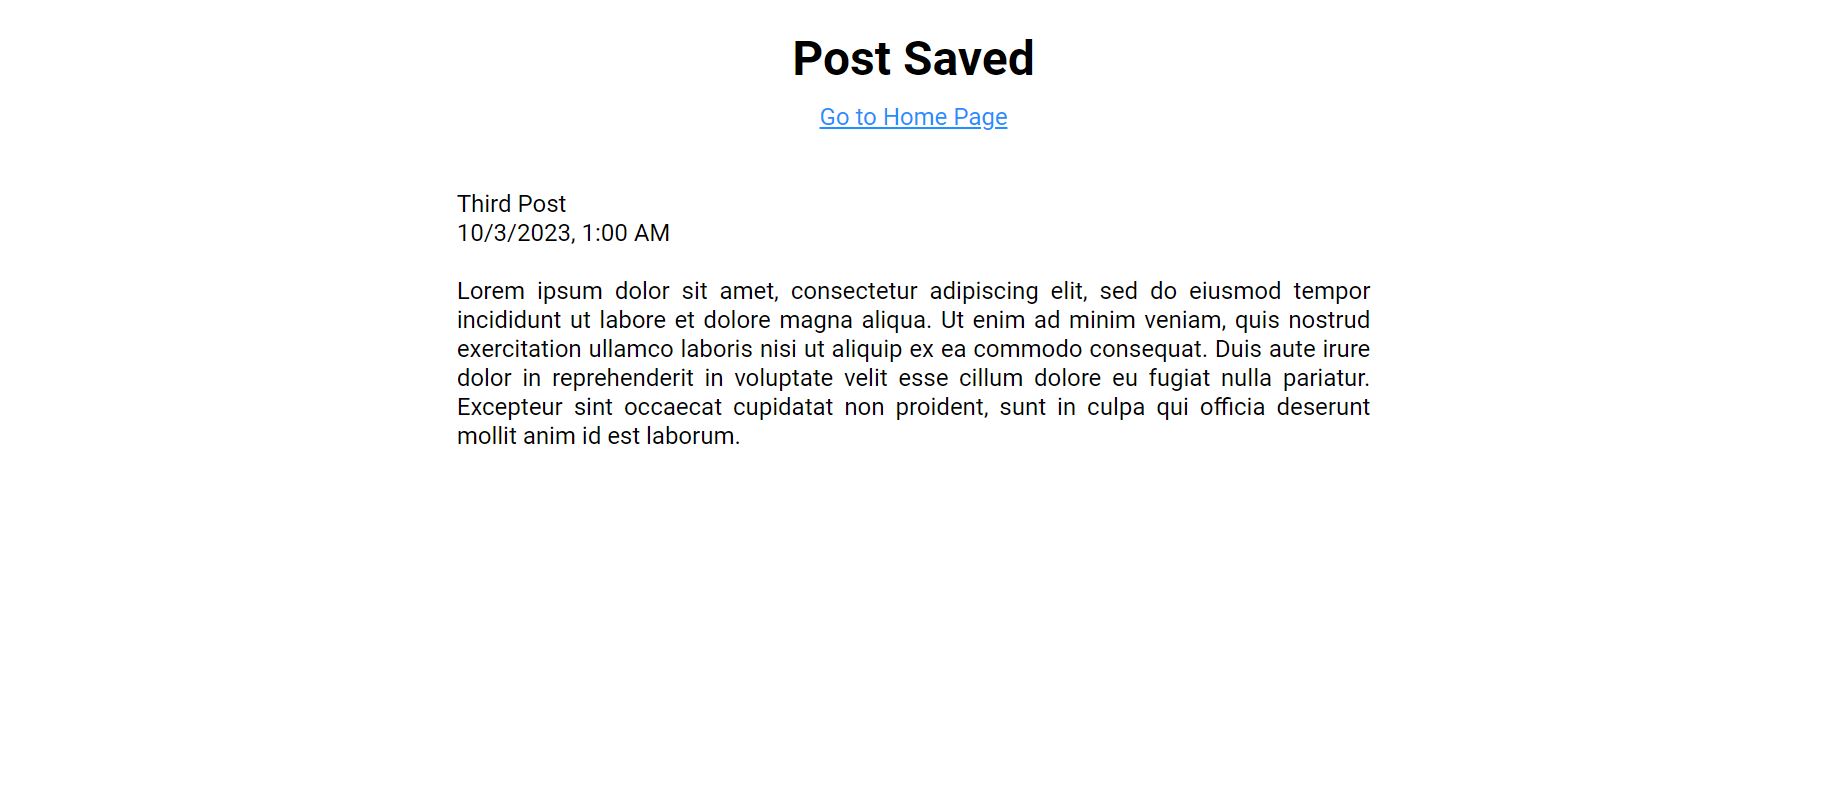 Post Saved
Go to Home Page
Third Post
10/3/2023, 1:00 AM
Lorem ipsum dolor sit amet, consectetur adipiscing elit, sed do eiusmod tempor
incididunt ut labore et dolore magna aliqua. Ut enim ad minim veniam, quis nostrud
exercitation ullamco laboris nisi ut aliquip ex ea commodo consequat. Duis aute irure
dolor in reprehenderit in voluptate velit esse cillum dolore eu fugiat nulla pariatur.
Excepteur sint occaecat cupidatat non proident, sunt in culpa qui officia deserunt
mollit anim id est laborum.